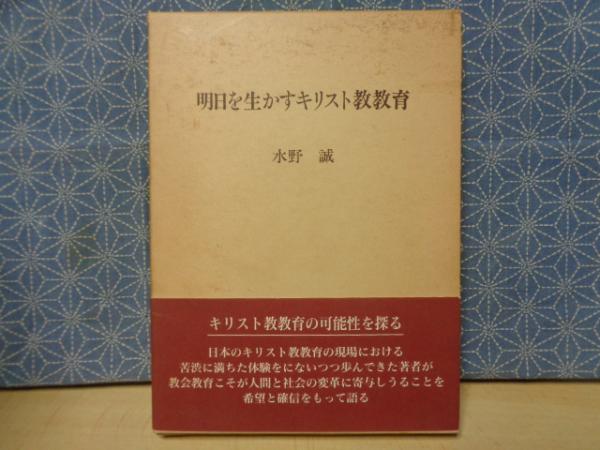 明日を生かすキリスト教教育
水野 誠
キリスト教教育の可能性を探る
日本のキリスト教教育の現場における
苦渋に満ちた体験をにないつつ歩んできた著者が
教会教育こそが人間と社会の変革に寄与しうることを
希望と確信をもって語る